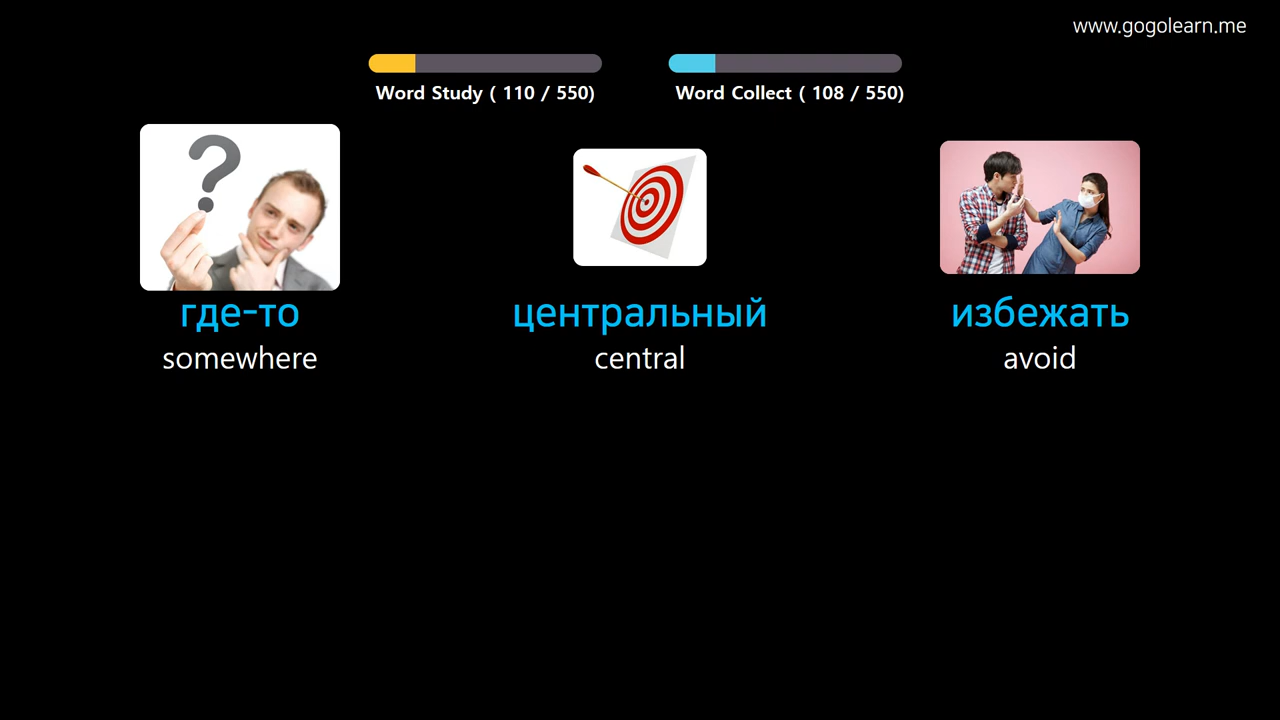 www.gogolearn.me
Word Study ( 110 / 550)
Word Collect ( 108 / 550)
?
где-то
somewhere
центральный
central
избежать
avoid